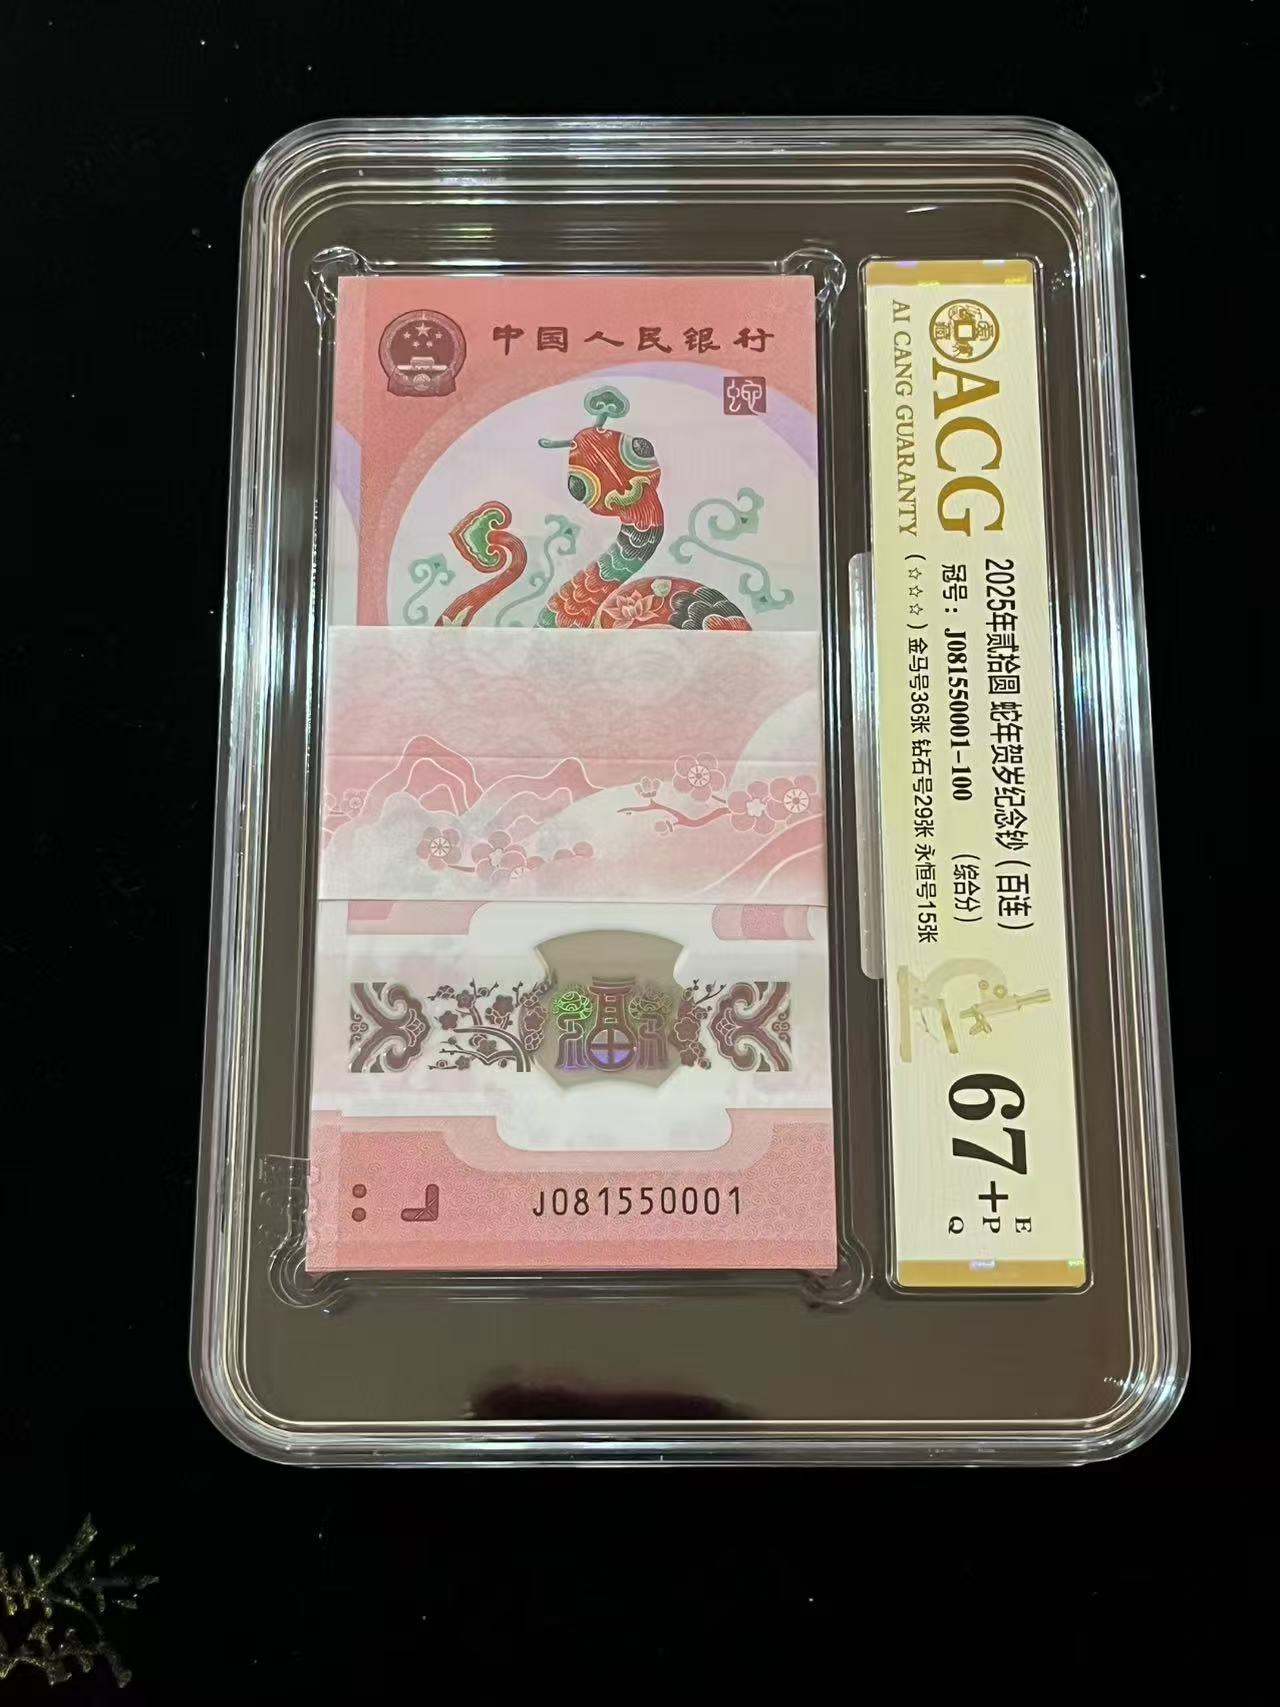 中国人民银行
蛇
J081550001
ACG
AI CANG GUARANTY
2025年贰拾圆 蛇年贺岁纪念钞（百连）
冠号：J081550001-100 （综合分）
（☆☆☆）金马号36张 钻石号29张 永恒号15张
67+
E
P
Q